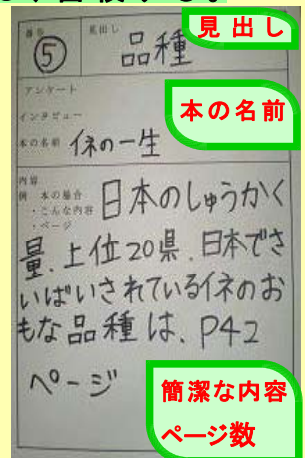 見出し
番号
見出し
⑤
品種
アンケート
インタビュー
本の名前
本の名前 イネの一生
内容
例 本の場合
・こんな内容
・ページ
日本のしゅうかく
量、上位20県、日本でさ
いばいされているイネのお
もな品種は、P42
ページ
簡潔な内容
ページ数